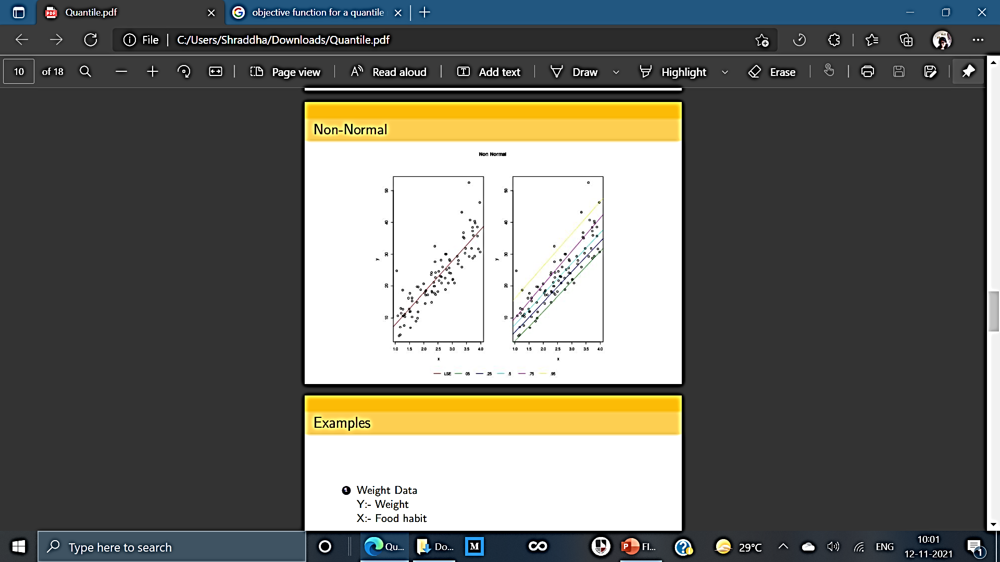 Quantile.pdf
objective function for a quantile
File
C:/Users/Shraddha/Downloads/Quantile.pdf
10 of 18
Page view
Read aloud
Add text
Draw
Highlight
Erase
Non-Normal
Non Normal
50
40
30
20
10
y
1.0 1.5 2.0 2.5 3.0 3.5 4.0
x
50
40
30
20
10
y
1.0 1.5 2.0 2.5 3.0 3.5 4.0
x
LSE 05 .25 .5 .75 .95
Examples
1 Weight Data
Y:- Weight
X:- Food habit
Type here to search
Qu...
Do...
M
Fl...
29°C
ENG
10:01
12-11-2021
1